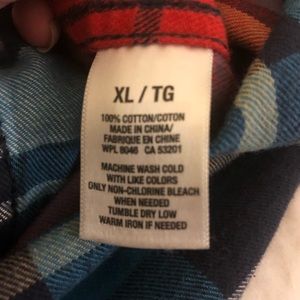 XL / TG
100% COTTON/COTON
MADE IN CHINA/
FABRIQUE EN CHINE
WPL 8046 CA 53201
MACHINE WASH COLD
WITH LIKE COLORS
ONLY NON-CHLORINE BLEACH
WHEN NEEDED
TUMBLE DRY LOW
WARM IRON IF NEEDED